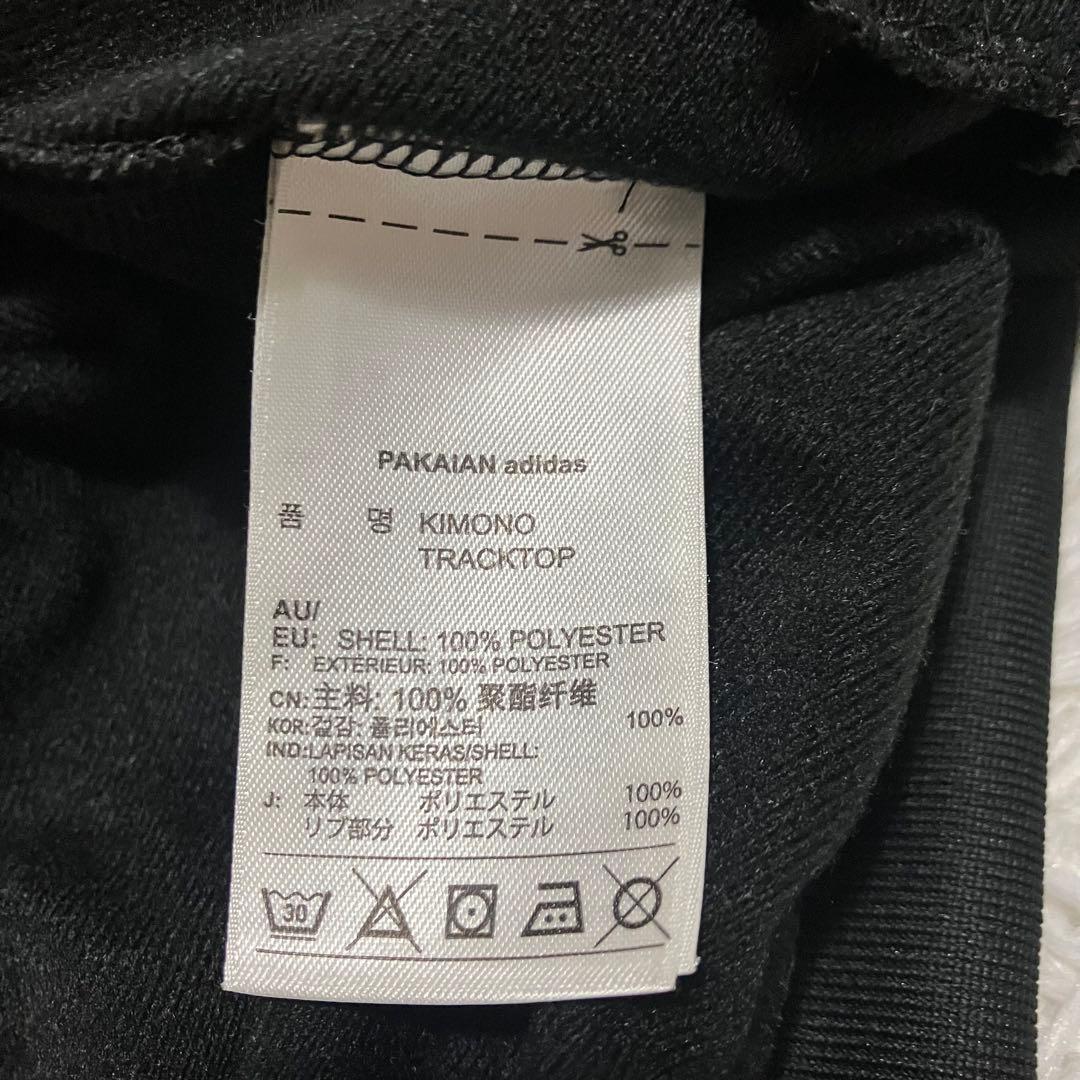 PAKAIAN adidas
품 명 KIMONO
TRACKTOP
AU/
EU: SHELL: 100% POLYESTER
F: EXTERIEUR: 100% POLYESTER
CN: 主料: 100% 聚酯纤维
KOR: 겉감: 폴리에스터 100%
IND: LAPISAN KERAS/SHELL:
100% POLYESTER
J: 本体 ポリエステル 100%
リブ部分 ポリエステル 100%
30